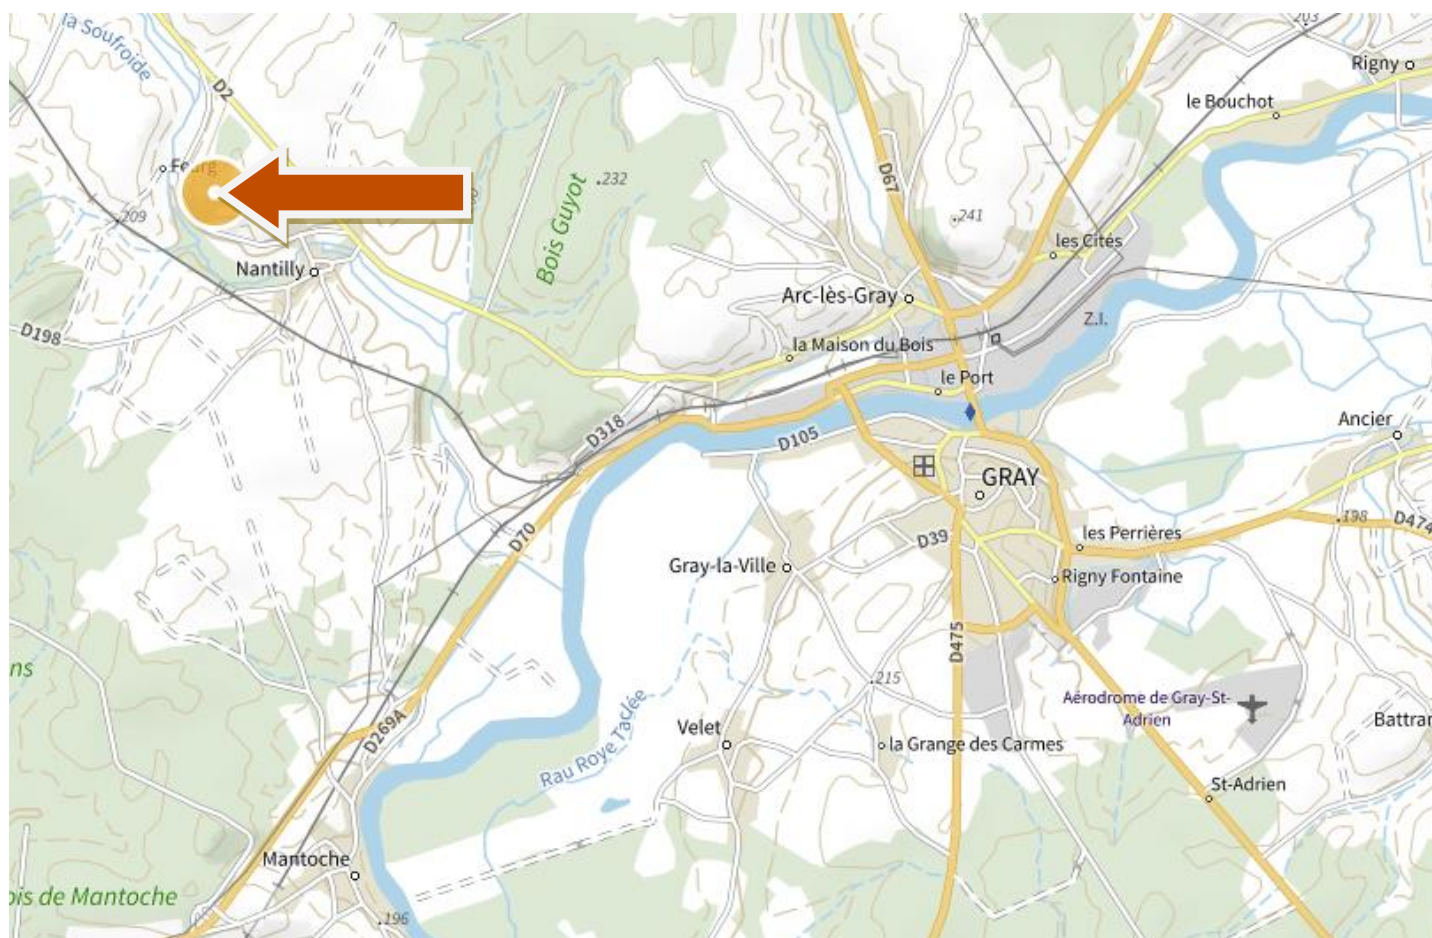 203
la Soufroide
Rigny
D2
le Bouchot
D67
Bois Guyot
232
209
241
les Cités
Nantilly
Arc-lès-Gray
Z.I.
D198
la Maison du Bois
le Port
D318
D105
Ancier
GRAY
198
D474
D70
D39
les Perrières
Gray-la-Ville
Rigny Fontaine
D475
ns
215
Aérodrome de Gray-St-
Adrien
D269A
Velet
Battrar
la Grange des Carmes
Rau Roye Taclée
St-Adrien
Mantoche
ois de Mantoche
196